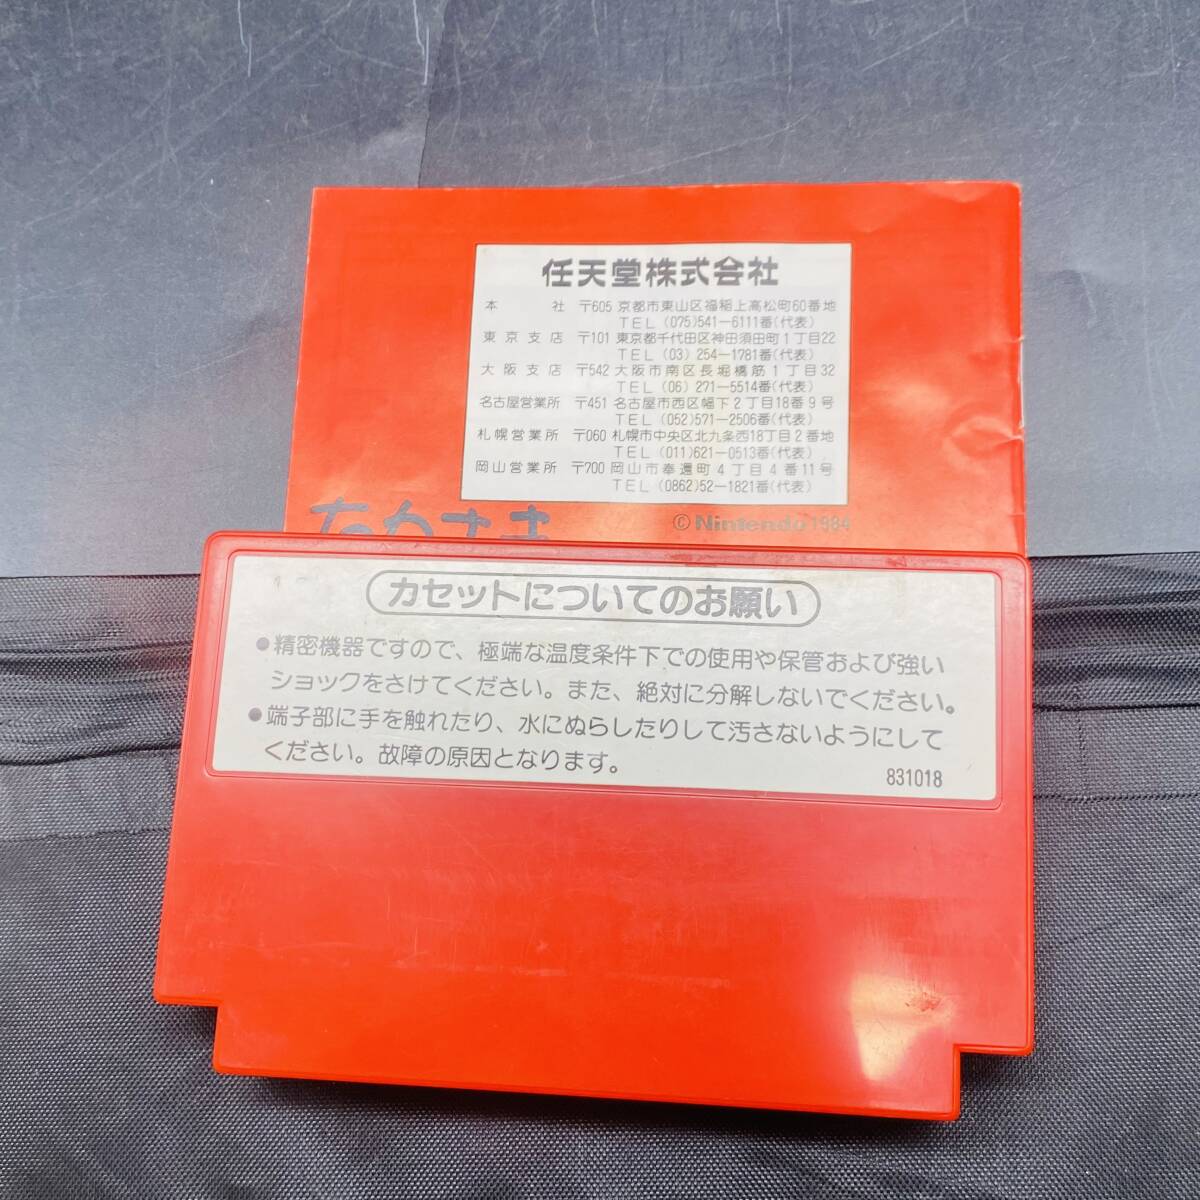 任天堂株式会社
本社 〒605 京都市東山区福稲上高松町60番地
TEL (075)541-6111番(代表)
東京支店 〒101 東京都千代田区神田須田町1丁目22
TEL (03) 254-1781番(代表)
大阪支店 〒542 大阪市南区長堀橋筋1丁目32
TEL (06) 271-5514番(代表)
名古屋営業所 〒451 名古屋市西区幅下2丁目18番9号
TEL (052)571-2506番(代表)
札幌営業所 〒060 札幌市中央区北九条西18丁目2番地
TEL (011)621-0513番(代表)
岡山営業所 〒700 岡山市奉還町4丁目4番11号
TEL (0862)52-1821番(代表)
©Nintendo 1984
カセットについてのお願い
●精密機器ですので、極端な温度条件下での使用や保管および強い
ショックをさけてください。また、絶対に分解しないでください。
●端子部に手を触れたり、水にぬらしたりして汚さないようにして
ください。故障の原因となります。
831018